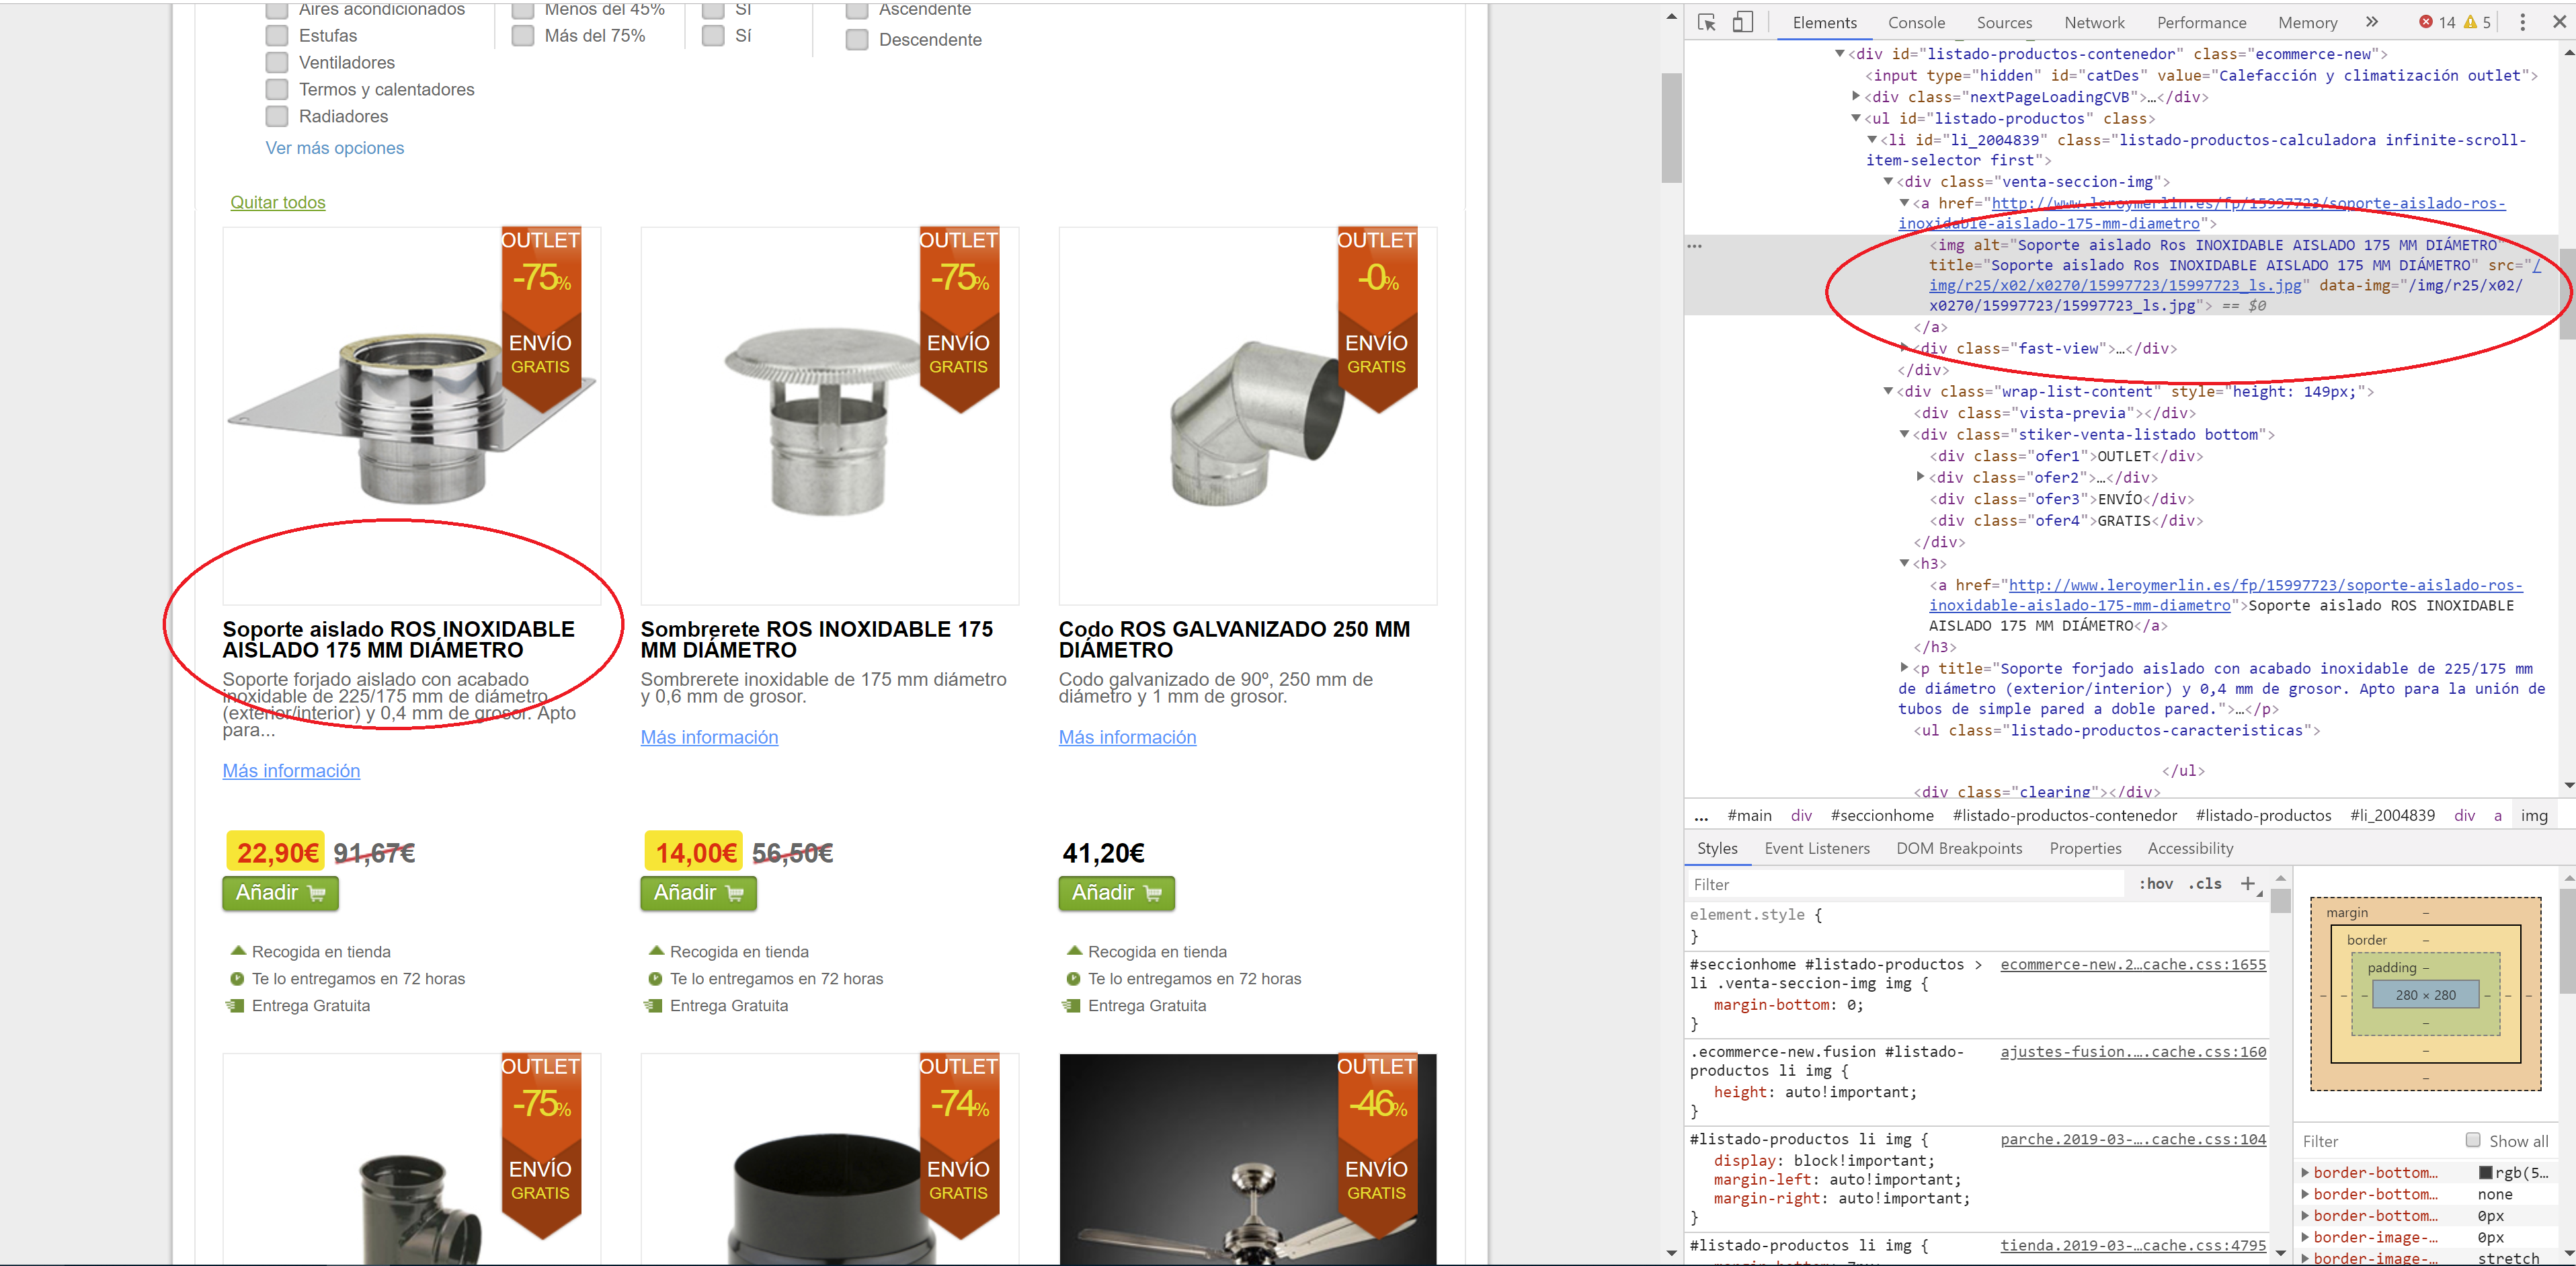 Aires acondicionados
Menos del 45%
Sí
Ascendente
Estufas
Más del 75%
Sí
Descendente
Ventiladores
Termos y calentadores
Radiadores
Ver más opciones
Quitar todos
OUTLET
-75%
ENVÍO
GRATIS
OUTLET
-75%
ENVÍO
GRATIS
OUTLET
-0%
ENVÍO
GRATIS
Soporte aislado ROS INOXIDABLE
AISLADO 175 MM DIÁMETRO
Soporte forjado aislado con acabado
inoxidable de 225/175 mm de diámetro
(exterior/interior) y 0,4 mm de grosor. Apto
para...
Más información
Sombrerete ROS INOXIDABLE 175
MM DIÁMETRO
Sombrerete inoxidable de 175 mm diámetro
y 0,6 mm de grosor.
Más información
Codo ROS GALVANIZADO 250 MM
DIÁMETRO
Codo galvanizado de 90º, 250 mm de
diámetro y 1 mm de grosor.
Más información
22,90€ 91,67€
Añadir
14,00€ 56,50€
Añadir
41,20€
Añadir
Recogida en tienda
Te lo entregamos en 72 horas
Entrega Gratuita
Recogida en tienda
Te lo entregamos en 72 horas
Entrega Gratuita
Recogida en tienda
Te lo entregamos en 72 horas
Entrega Gratuita
OUTLET
-75%
ENVÍO
GRATIS
OUTLET
-74%
ENVÍO
GRATIS
OUTLET
-46%
ENVÍO
GRATIS
Elements Console Sources Network Performance Memory » 14 5
<div id="listado-productos-contenedor" class="ecommerce-new">
<input type="hidden" id="catDes" value="Calefacción y climatización outlet">
<div class="nextPageLoadingCVB">…</div>
<ul id="listado-productos" class>
<li id="li_2004839" class="listado-productos-calculadora infinite-scroll-
item-selector first">
<div class="venta-seccion-img">
<a href="http://www.leroymerlin.es/fp/15997723/soporte-aislado-ros-
inoxidable-aislado-175-mm-diametro">
… <img alt="Soporte aislado Ros INOXIDABLE AISLADO 175 MM DIÁMETRO"
title="Soporte aislado Ros INOXIDABLE AISLADO 175 MM DIÁMETRO" src="/
img/r25/x02/x0270/15997723/15997723_ls.jpg" data-img="/img/r25/x02/
x0270/15997723/15997723_ls.jpg"> == $0
</a>
<div class="fast-view">…</div>
</div>
<div class="wrap-list-content" style="height: 149px;">
<div class="vista-previa"></div>
<div class="stiker-venta-listado bottom">
<div class="ofer1">OUTLET</div>
<div class="ofer2">…</div>
<div class="ofer3">ENVÍO</div>
<div class="ofer4">GRATIS</div>
</div>
<h3>
<a href="http://www.leroymerlin.es/fp/15997723/soporte-aislado-ros-
inoxidable-aislado-175-mm-diametro">Soporte aislado ROS INOXIDABLE
AISLADO 175 MM DIÁMETRO</a>
</h3>
<p title="Soporte forjado aislado con acabado inoxidable de 225/175 mm
de diámetro (exterior/interior) y 0,4 mm de grosor. Apto para la unión de
tubos de simple pared a doble pared.">…</p>
<ul class="listado-productos-caracteristicas">
</ul>
<div class="clearing"></div>
… #main div #seccionhome #listado-productos-contenedor #listado-productos #li_2004839 div a img
Styles Event Listeners DOM Breakpoints Properties Accessibility
Filter :hov .cls +
element.style {
}
#seccionhome #listado-productos > ecommerce-new.2…cache.css:1655
li .venta-seccion-img img {
margin-bottom: 0;
}
.ecommerce-new.fusion #listado- ajustes-fusion.…cache.css:160
productos li img {
height: auto!important;
}
#listado-productos li img { parche.2019-03-….cache.css:104
display: block!important;
margin-left: auto!important;
margin-right: auto!important;
}
#listado-productos li img { tienda.2019-03-…cache.css:4795
margin –
border –
padding –
– – – 280 × 280 – – –
–
–
–
Filter Show all
border-bottom… rgb(5…
border-bottom… none
border-bottom… 0px
border-image-… 0px
border-image-… stretch